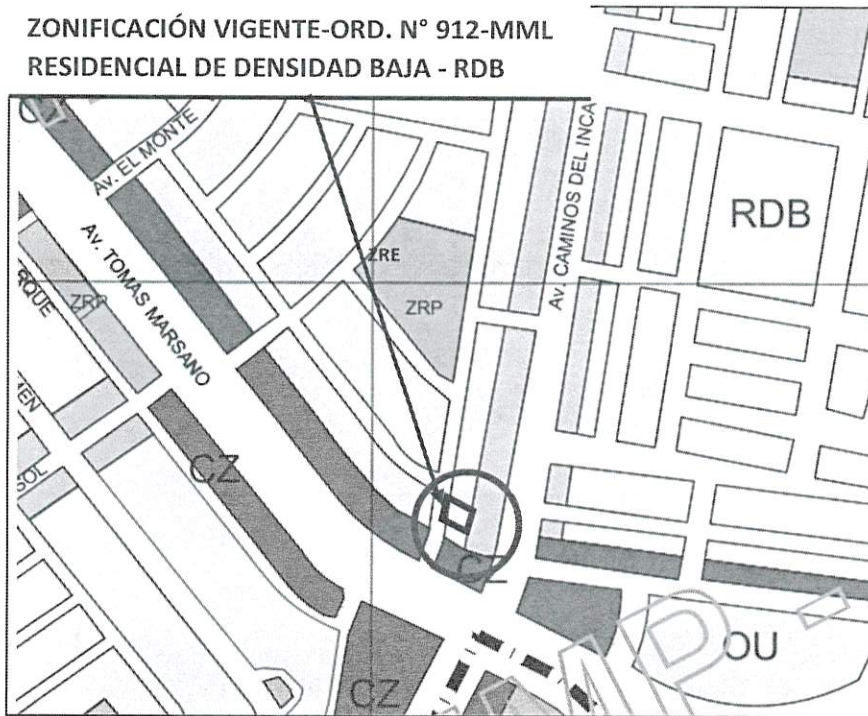 ZONIFICACIÓN VIGENTE-ORD. N° 912-MML
RESIDENCIAL DE DENSIDAD BAJA - RDB
AV. EL MONTE
AV. TOMAS MARSANO
AV. CAMINOS DEL INCA
RDB
ZRE
ZRP
ZRP
CZ
CZ
CZ
OU
SOL